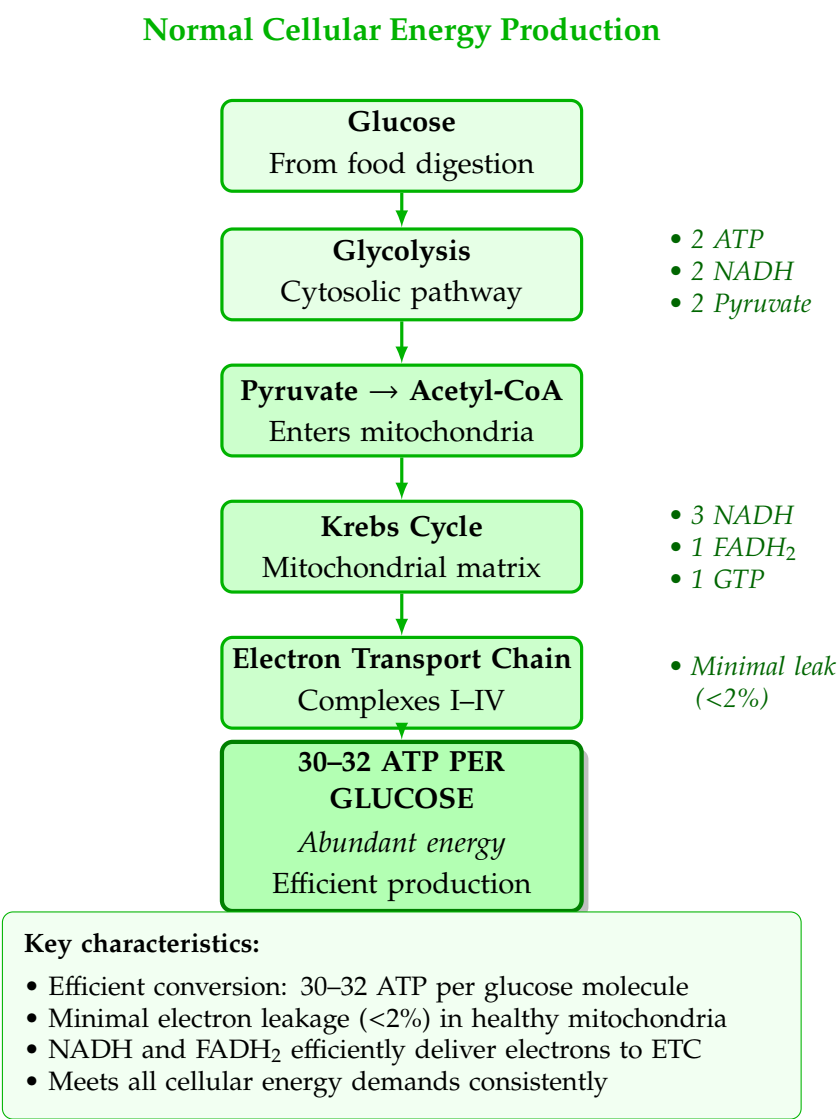 Normal Cellular Energy Production
Glucose
From food digestion
Glycolysis
Cytosolic pathway
• 2 ATP
• 2 NADH
• 2 Pyruvate
Pyruvate → Acetyl-CoA
Enters mitochondria
Krebs Cycle
Mitochondrial matrix
• 3 NADH
• 1 FADH₂
• 1 GTP
Electron Transport Chain
Complexes I–IV
• Minimal leak
(<2%)
30–32 ATP PER
GLUCOSE
Abundant energy
Efficient production
Key characteristics:
• Efficient conversion: 30–32 ATP per glucose molecule
• Minimal electron leakage (<2%) in healthy mitochondria
• NADH and FADH₂ efficiently deliver electrons to ETC
• Meets all cellular energy demands consistently